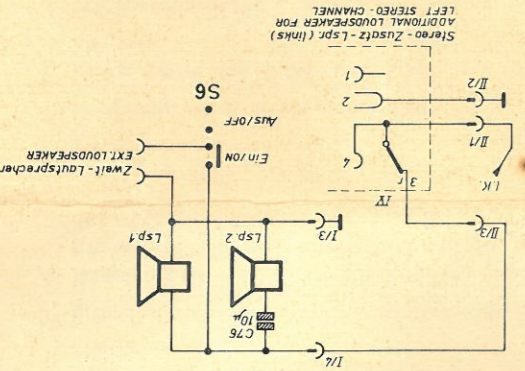 I/4
C76
10µ
Lsp.2
Lsp.1
I/3
II/3
IV
3
r
I.K.
4
Zweit-Lautsprecher
EXT. LOUDSPEAKER
Ein/ON
II/1
Aus/OFF
2
II/2
S6
1
Stereo - Zusatz - Lspr. (links)
ADDITIONAL LOUDSPEAKER FOR
LEFT STEREO - CHANNEL